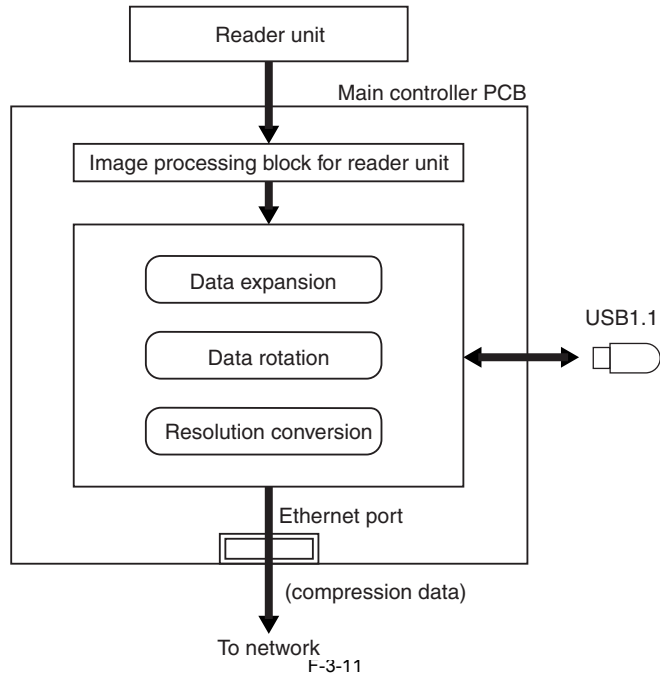 Reader unit
Main controller PCB
Image processing block for reader unit
Data expansion
USB1.1
Data rotation
Resolution conversion
Ethernet port
(compression data)
To network
F-3-11